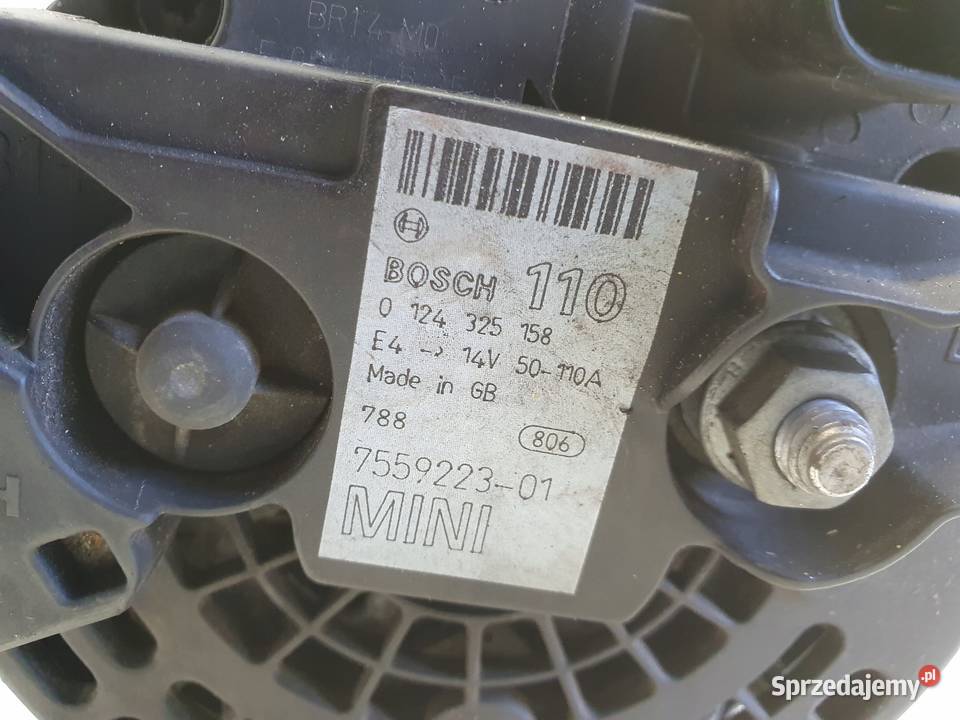 BR14-M0
BOSCH 110
0 124 325 158
E4 -> 14V 50-110A
Made in GB
788 806
7559223-01
MINI
Sprzedajemy.pl